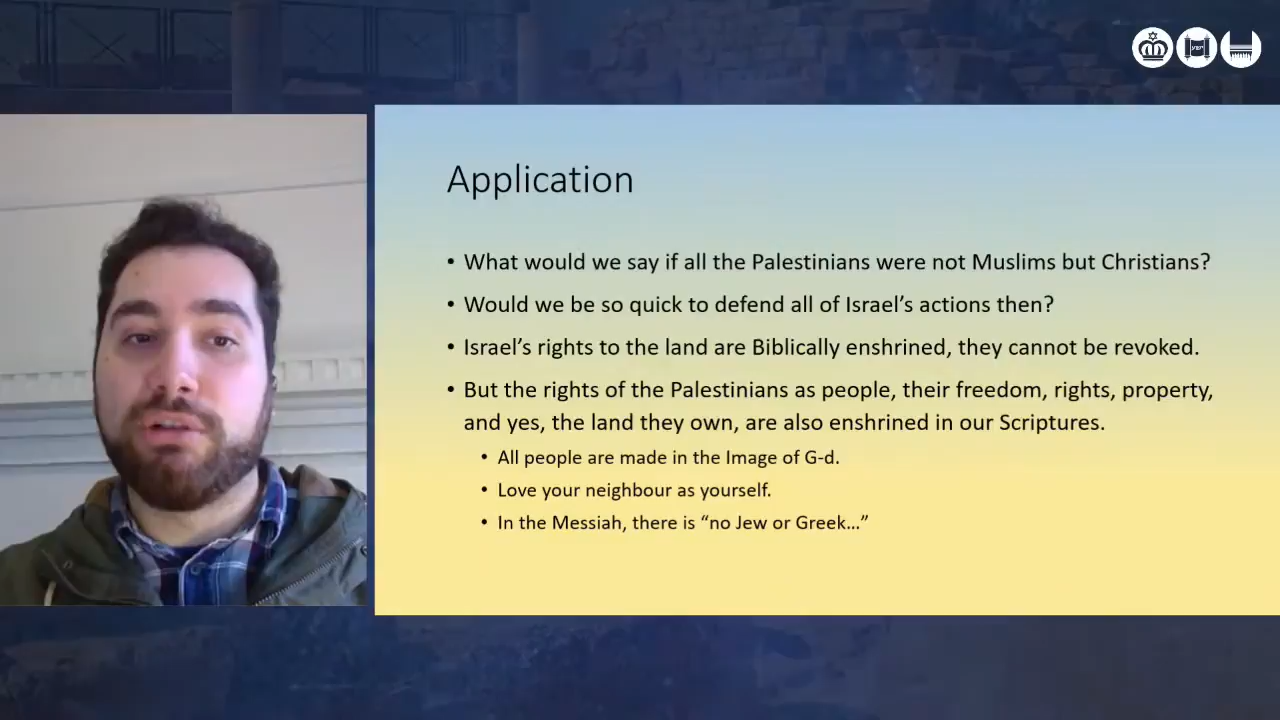 Application
• What would we say if all the Palestinians were not Muslims but Christians?
• Would we be so quick to defend all of Israel’s actions then?
• Israel’s rights to the land are Biblically enshrined, they cannot be revoked.
• But the rights of the Palestinians as people, their freedom, rights, property,
and yes, the land they own, are also enshrined in our Scriptures.
• All people are made in the Image of G-d.
• Love your neighbour as yourself.
• In the Messiah, there is “no Jew or Greek…”